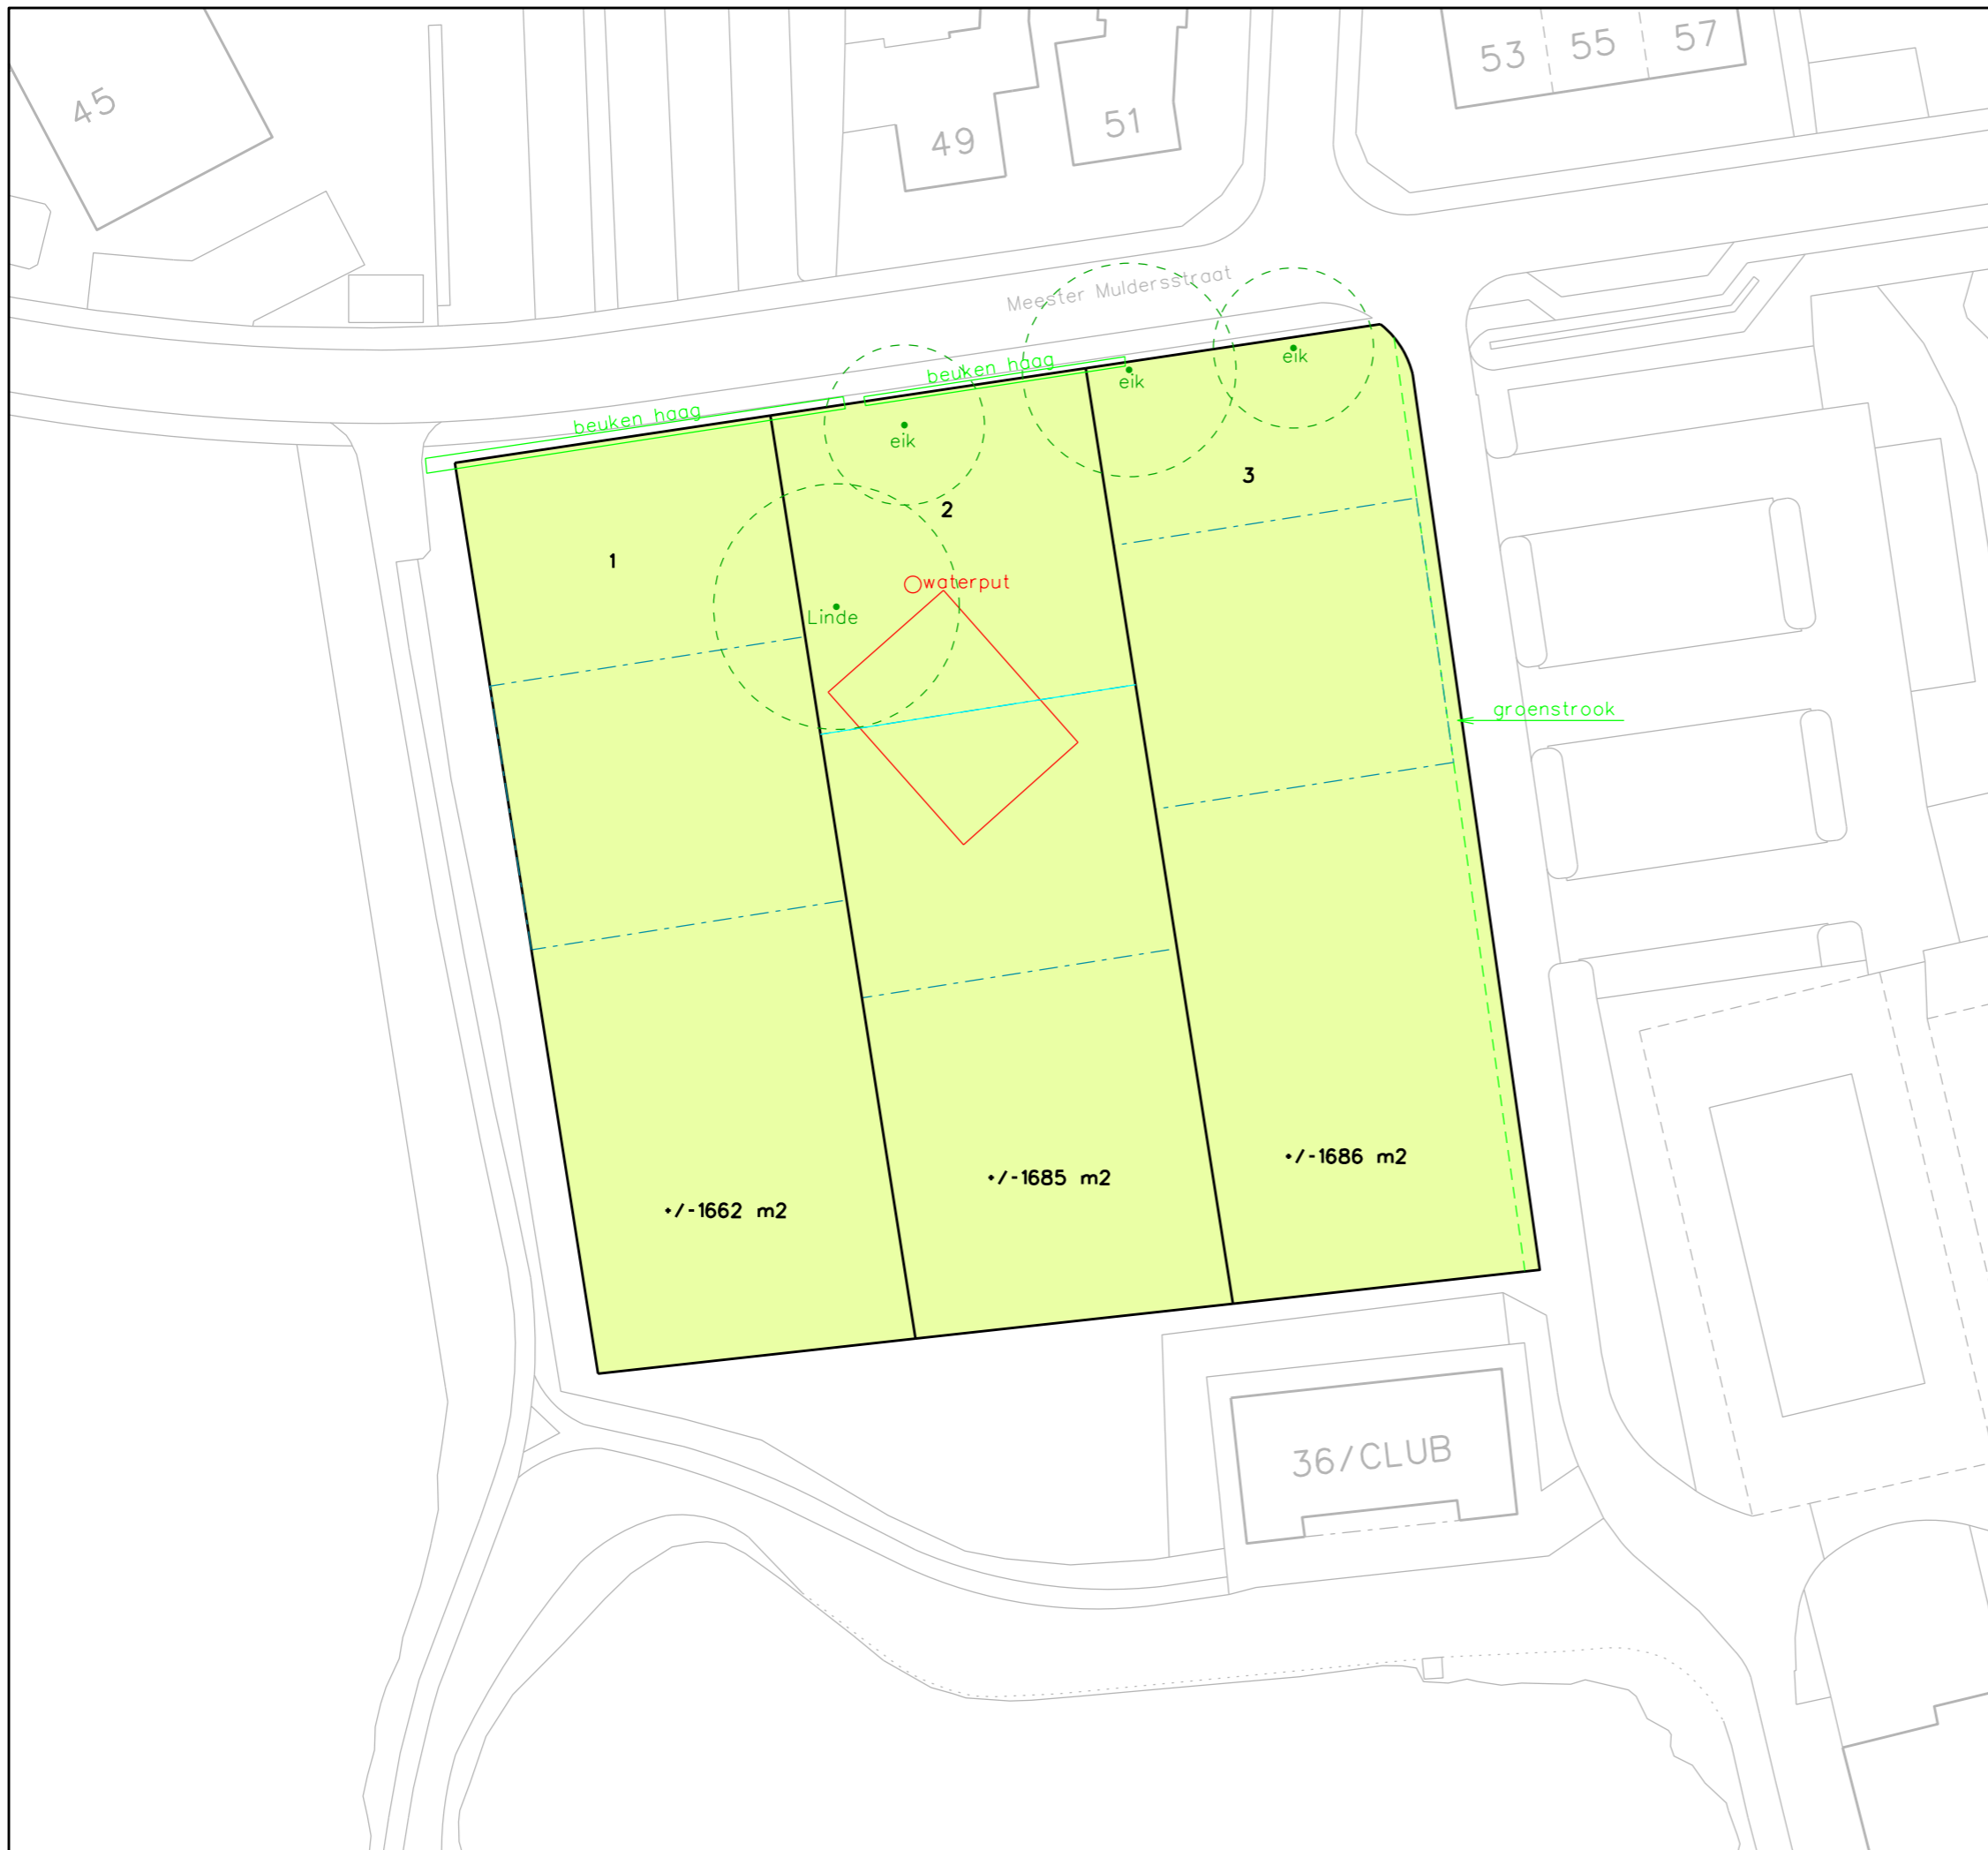 45
49
51
53
55
57
Meester Muldersstraat
beuken haag
beuken haag
eik
eik
eik
1
2
3
waterput
Linde
groenstrook
+/-1662 m2
+/-1685 m2
+/-1686 m2
36/CLUB